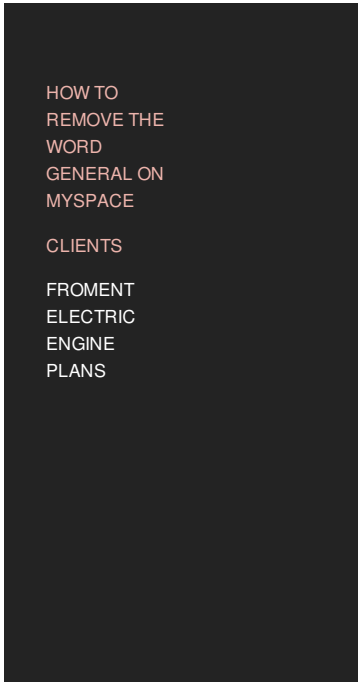 HOW TO
REMOVE THE
WORD
GENERAL ON
MYSPACE
CLIENTS
FROMENT
ELECTRIC
ENGINE
PLANS